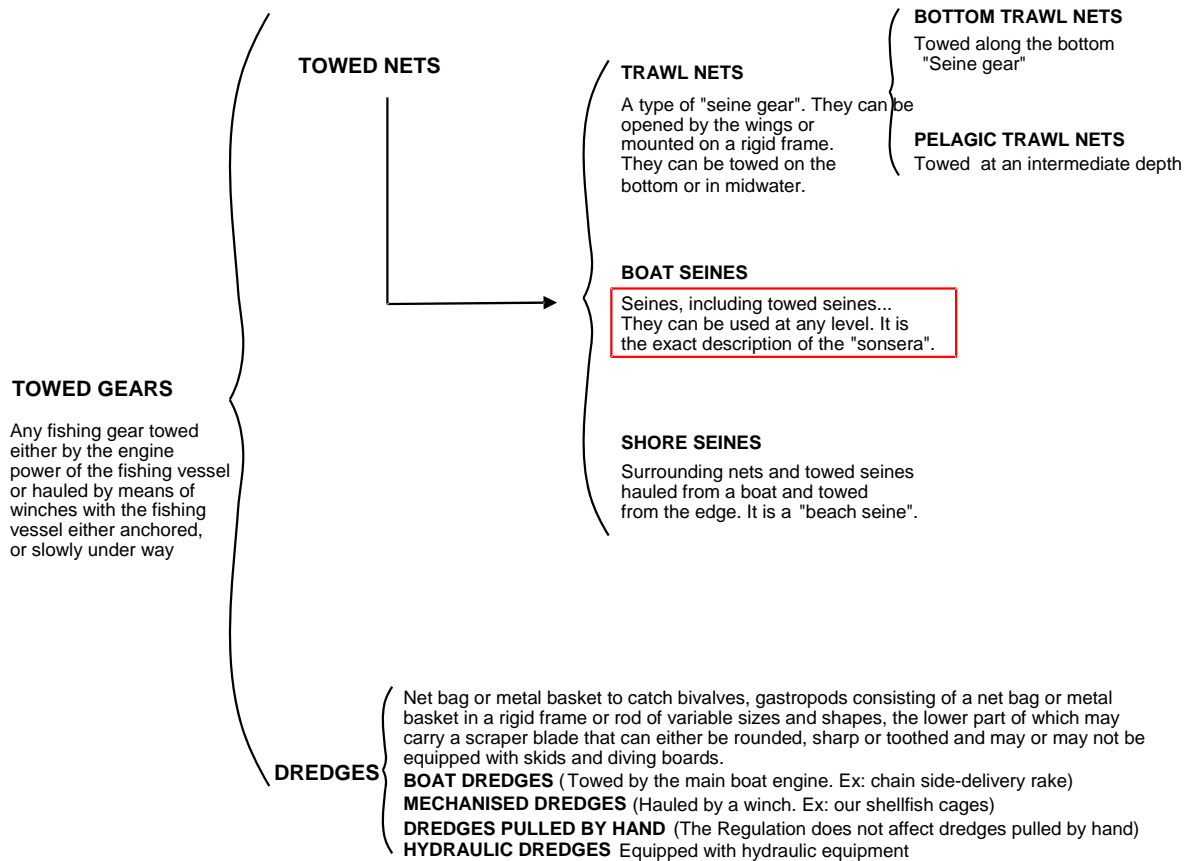 TOWED GEARS
Any fishing gear towed
either by the engine
power of the fishing vessel
or hauled by means of
winches with the fishing
vessel either anchored,
or slowly under way
TOWED NETS
TRAWL NETS
A type of "seine gear". They can be
opened by the wings or
mounted on a rigid frame.
They can be towed on the
bottom or in midwater.
BOTTOM TRAWL NETS
Towed along the bottom
"Seine gear"
PELAGIC TRAWL NETS
Towed at an intermediate depth
BOAT SEINES
Seines, including towed seines...
They can be used at any level. It is
the exact description of the "sonsera".
SHORE SEINES
Surrounding nets and towed seines
hauled from a boat and towed
from the edge. It is a "beach seine".
DREDGES
Net bag or metal basket to catch bivalves, gastropods consisting of a net bag or metal
basket in a rigid frame or rod of variable sizes and shapes, the lower part of which may
carry a scraper blade that can either be rounded, sharp or toothed and may or may not be
equipped with skids and diving boards.
BOAT DREDGES (Towed by the main boat engine. Ex: chain side-delivery rake)
MECHANISED DREDGES (Hauled by a winch. Ex: our shellfish cages)
DREDGES PULLED BY HAND (The Regulation does not affect dredges pulled by hand)
HYDRAULIC DREDGES Equipped with hydraulic equipment